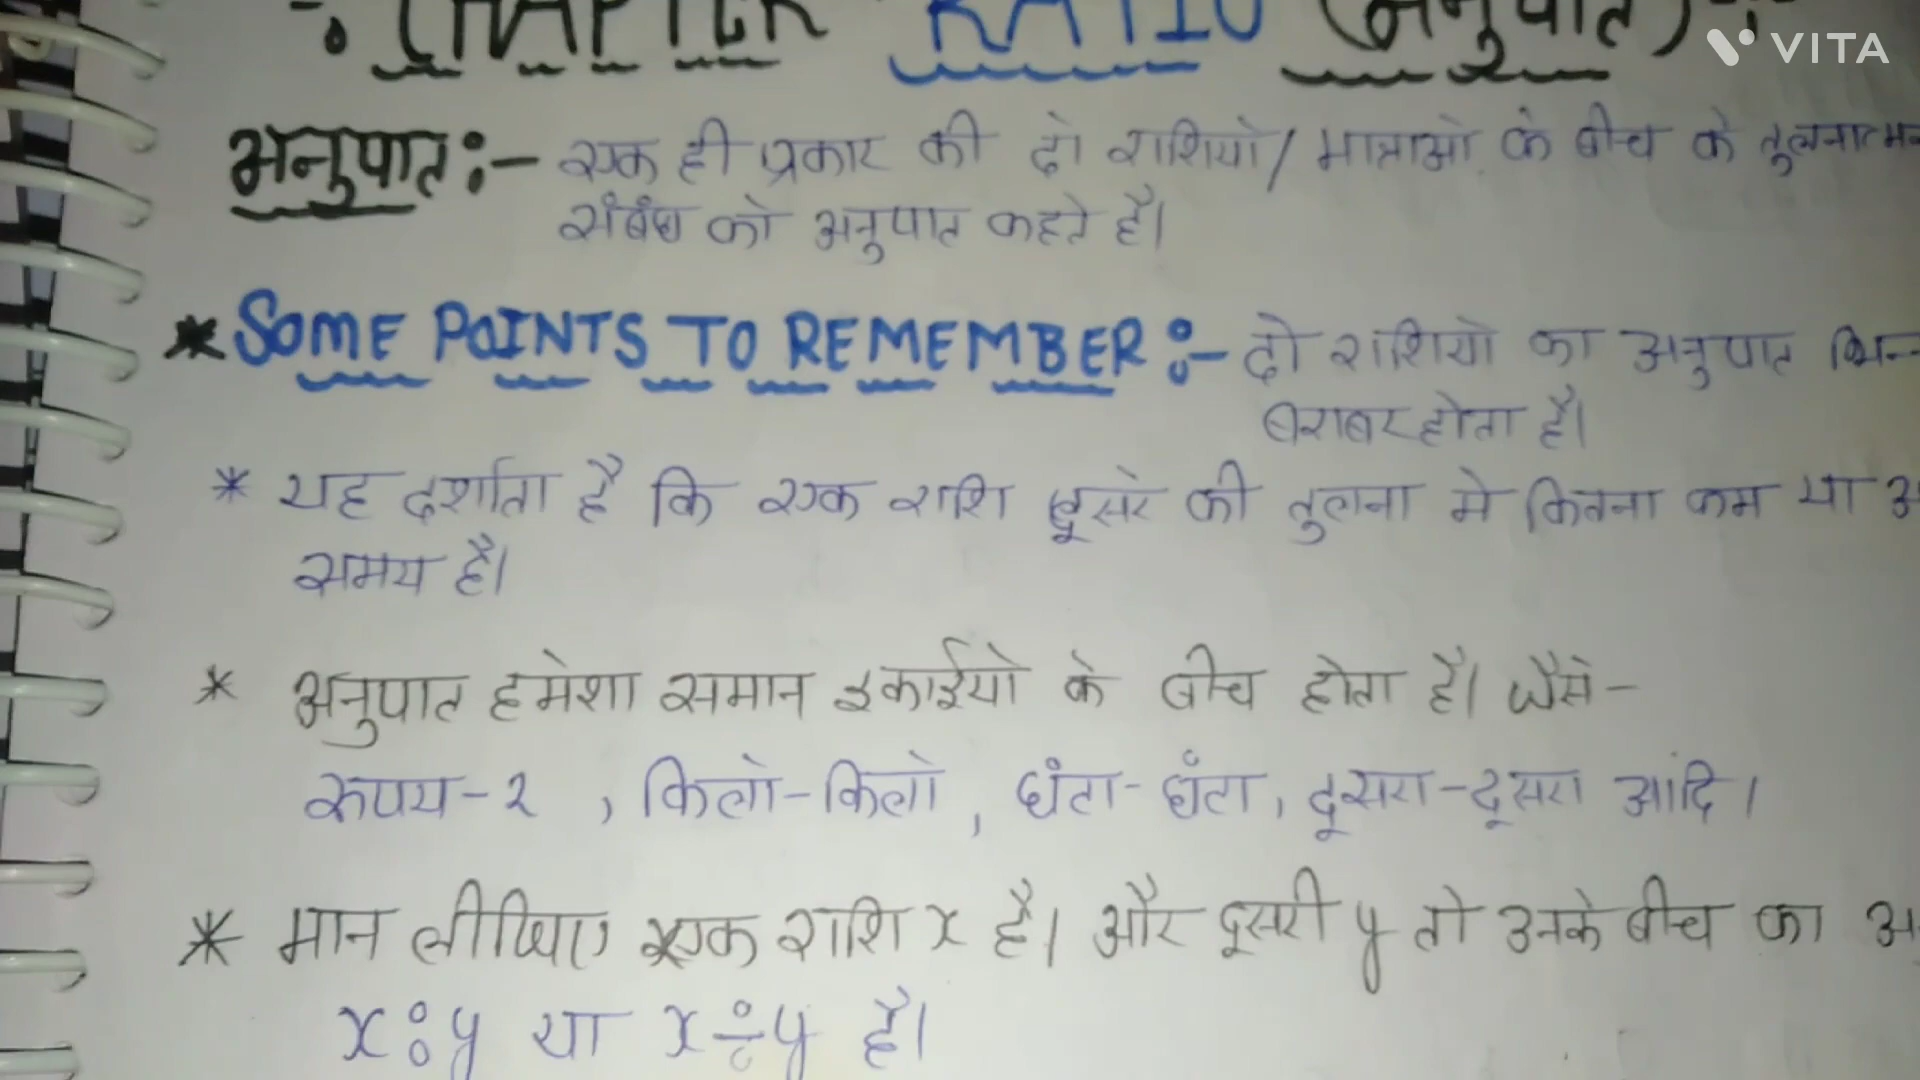 CHAPTER RATIO (अनुपात) :-
VITA
अनुपात :- एक ही प्रकार की दो राशियो/ मात्राओ के बीच के
संबंध को अनुपात कहते है।
* SOME POINTS TO REMEMBER :- दो राशियो का अनुपात भिन्न
बराबर होता है।
* यह दर्शाता है कि एक राशि दूसरे की तुलना मे कितना कम या
समय है।
* अनुपात हमेशा समान इकाईयो के बीच होता है। जैसे-
रूपय-२ , किलो-किलो, घंटा-घंटा, दूसरा-दूसरा आदि।
* मान लीजिए एक राशि x है। और दूसरी y तो उनके बीच का
x:y या x÷y है।